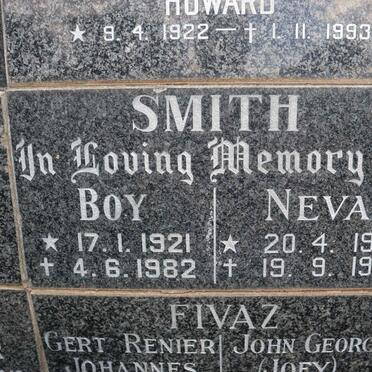 HOWARD
★ 9.4.1922 — † 1.11.1993
SMITH
In Loving Memory
BOY NEVA
★ 17.1.1921 ★ 20.4.19
† 4.6.1982 † 19.9.19
FIVAZ
GERT RENIER JOHN GEORG
JOHANNES (JOEY)